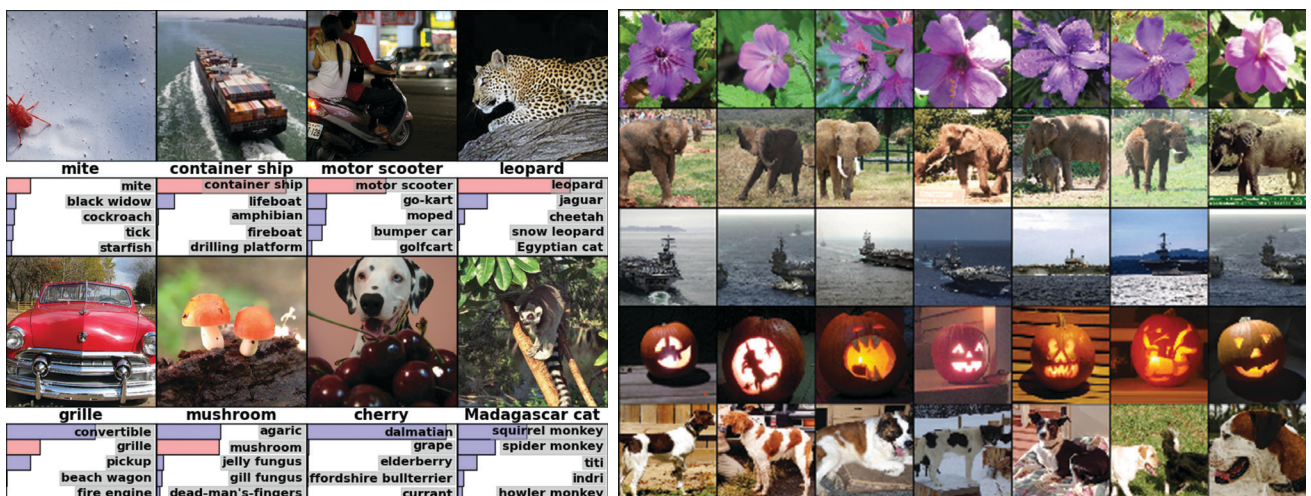 mite container ship motor scooter leopard
mite container ship motor scooter leopard
black widow lifeboat go-kart jaguar
cockroach amphibian moped cheetah
tick fireboat bumper car snow leopard
starfish drilling platform golfcart Egyptian cat
grille mushroom cherry Madagascar cat
convertible agaric dalmatian squirrel monkey
grille mushroom grape spider monkey
pickup jelly fungus elderberry titi
beach wagon gill fungus ffordshire bullterrier indri
fire engine dead-man's-fingers currant howler monkey